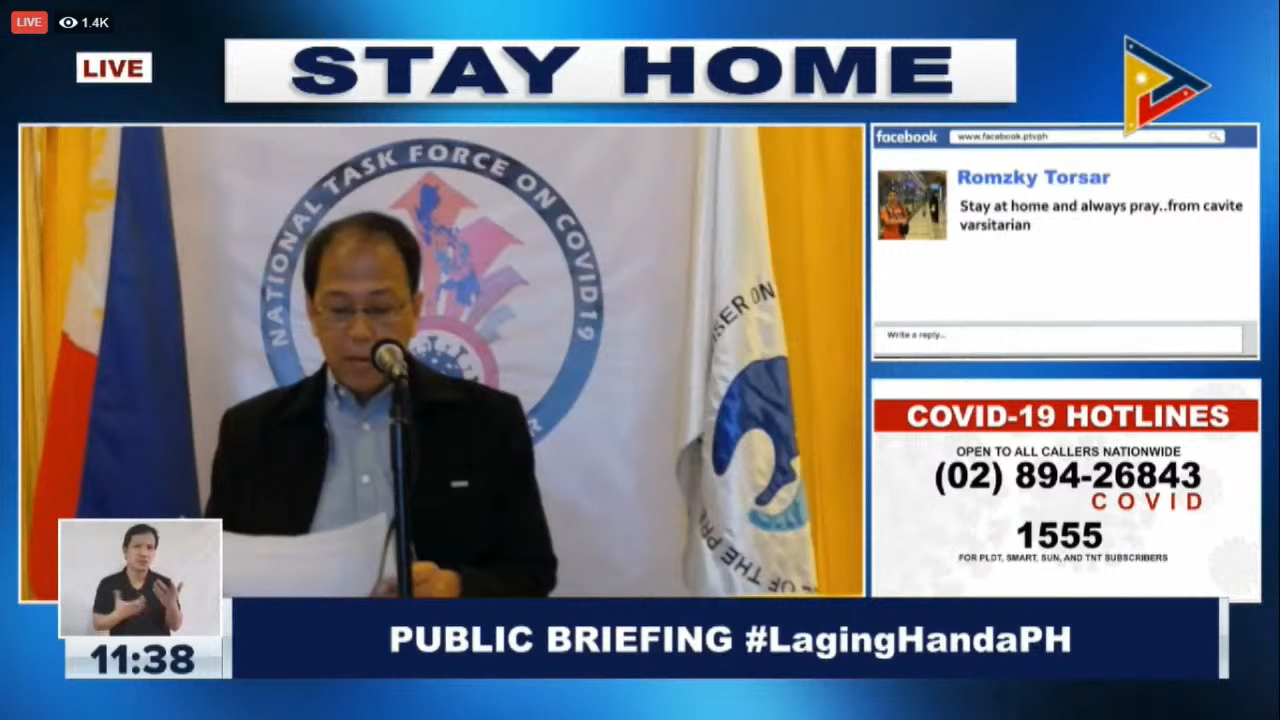 LIVE 1.4K
LIVE
STAY HOME
NATIONAL TASK FORCE ON COVID19
facebook www.facebook.ptvph
Romzky Torsar
Stay at home and always pray..from cavite
varsitarian
Write a reply...
COVID-19 HOTLINES
OPEN TO ALL CALLERS NATIONWIDE
(02) 894-26843
COVID
1555
FOR PLDT, SMART, SUN, AND TNT SUBSCRIBERS
OF THE
11:38
PUBLIC BRIEFING #LagingHandaPH